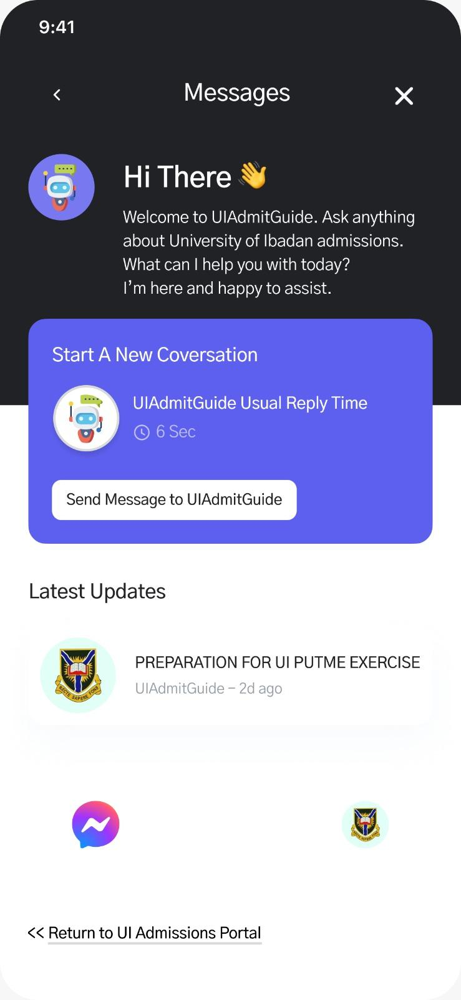 9:41
Messages
Hi There 👋
Welcome to UIAdmitGuide. Ask anything
about University of Ibadan admissions.
What can I help you with today?
I’m here and happy to assist.
Start A New Coversation
UIAdmitGuide Usual Reply Time
6 Sec
Send Message to UIAdmitGuide
Latest Updates
PREPARATION FOR UI PUTME EXERCISE
UIAdmitGuide – 2d ago
RECTE SAPERE FONS
RECTE SAPERE FONS
<< Return to UI Admissions Portal